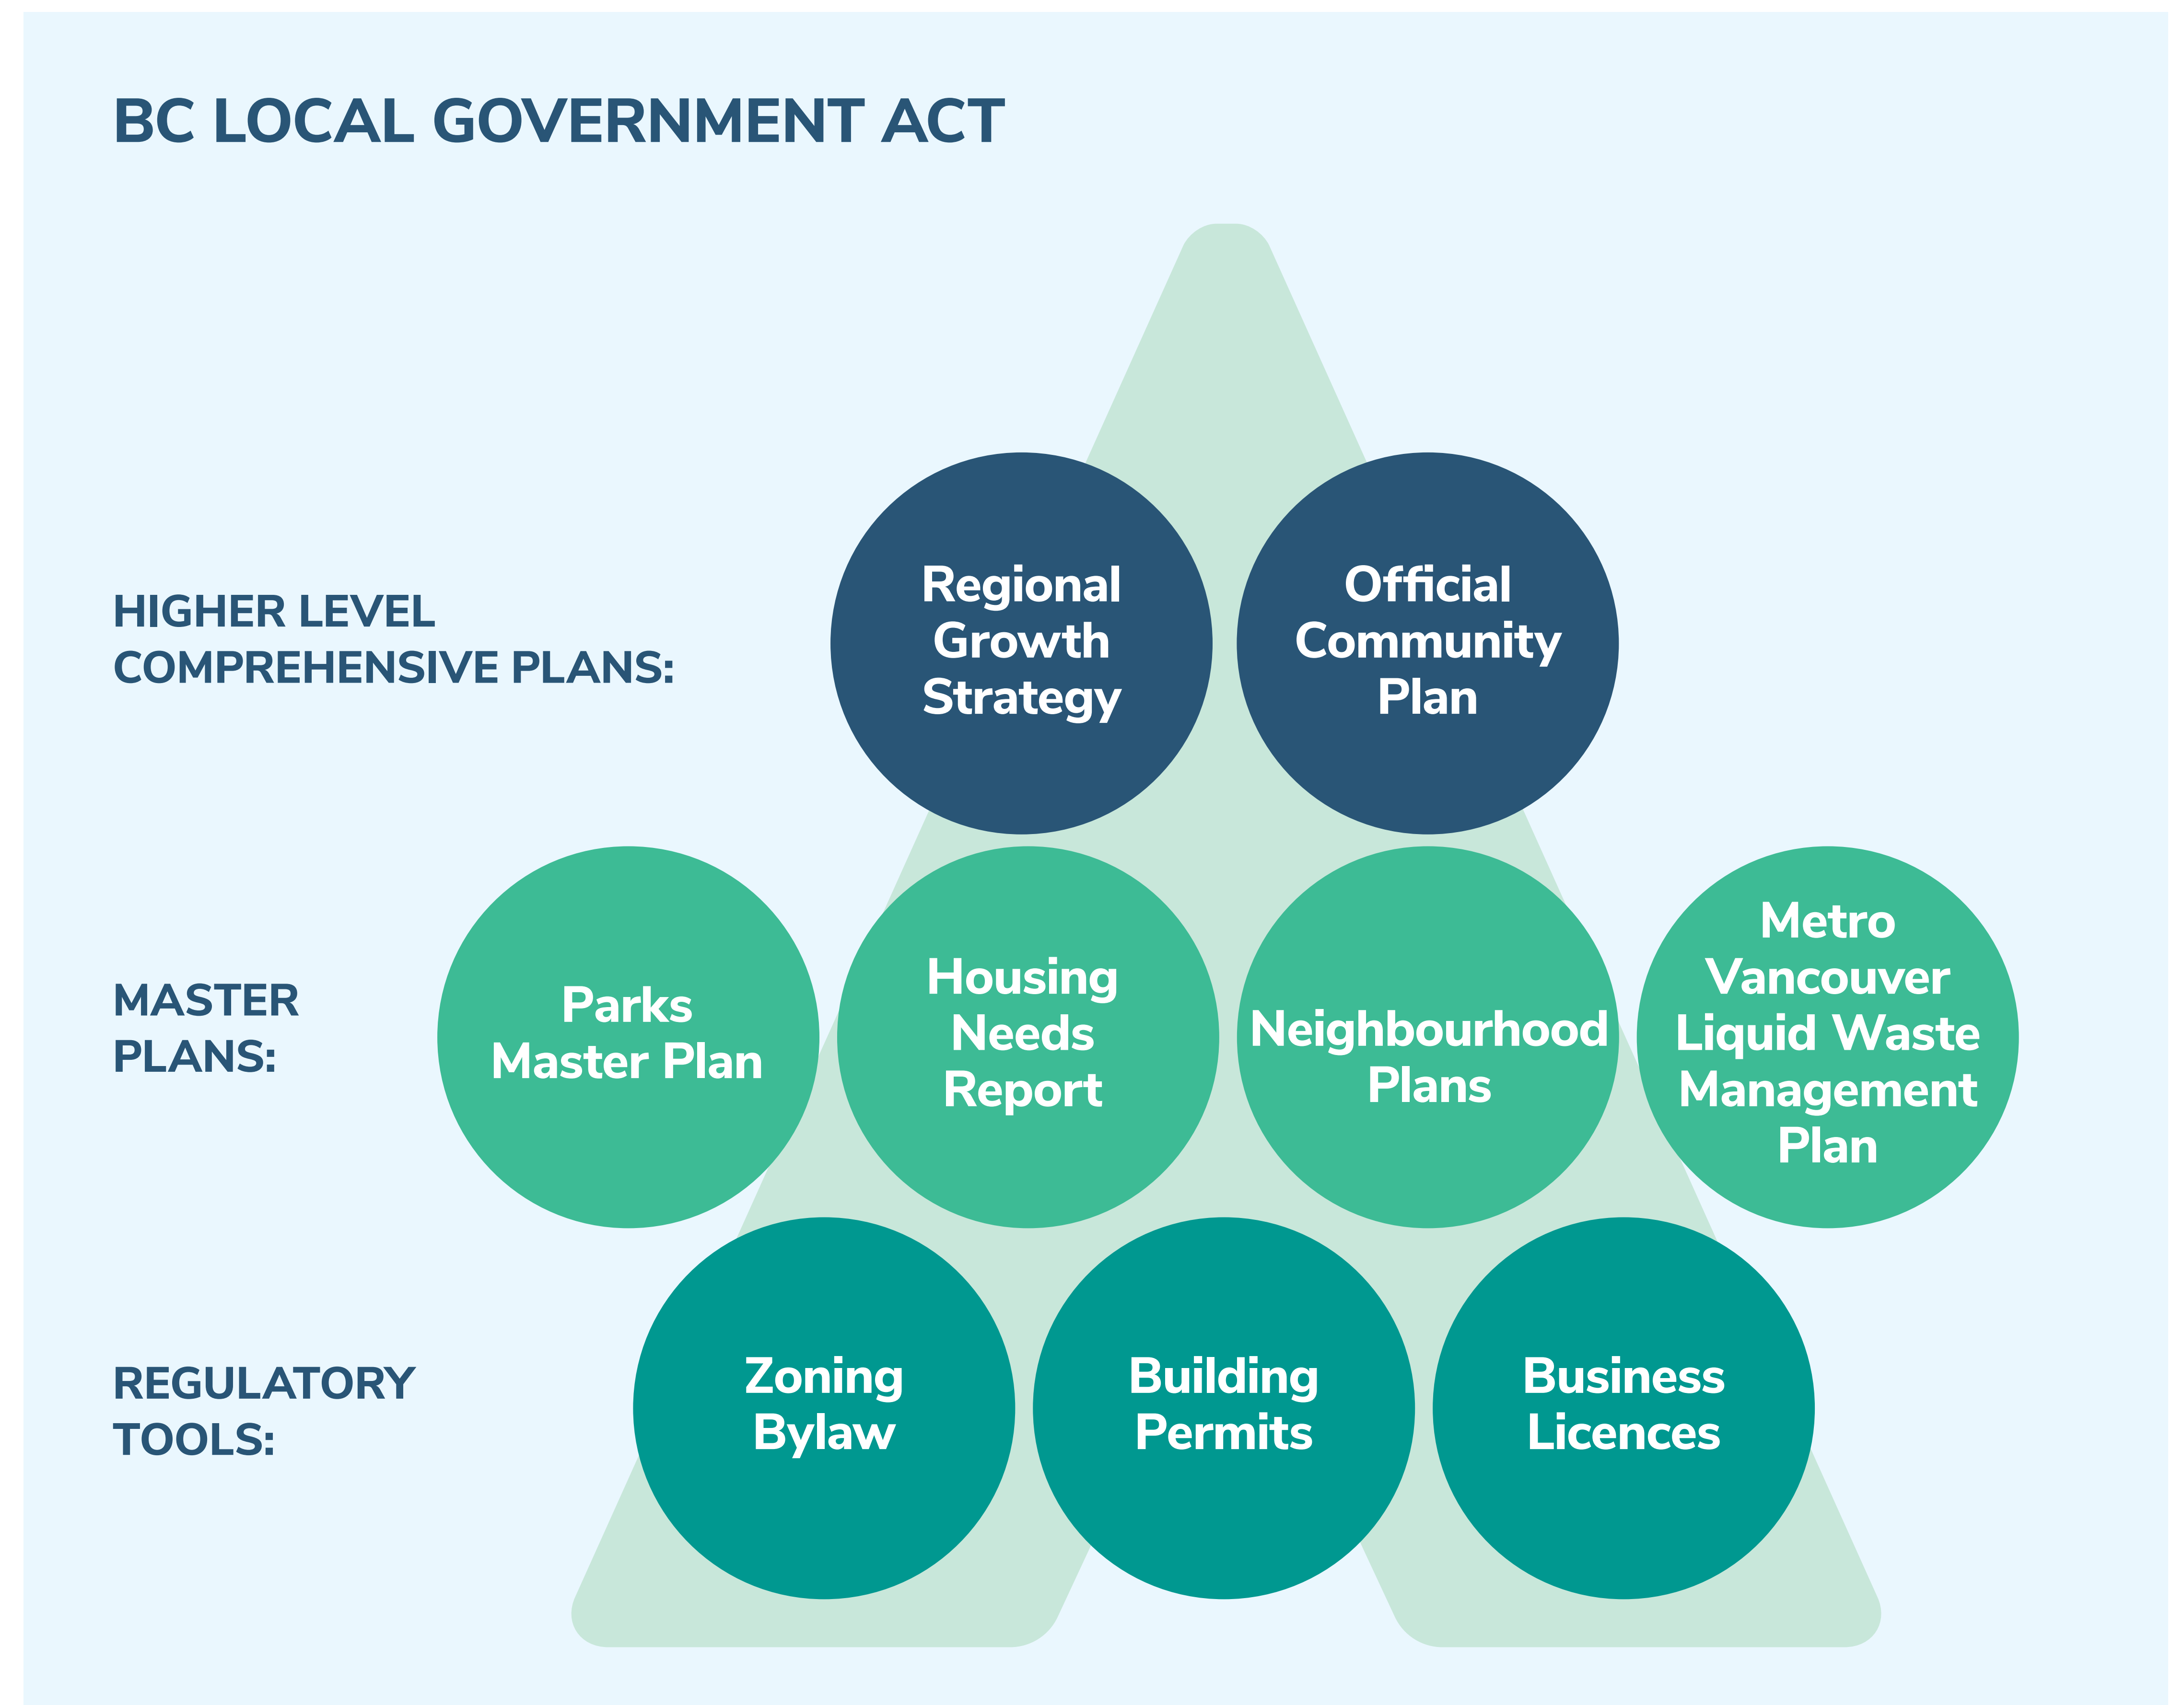 BC LOCAL GOVERNMENT ACT
HIGHER LEVEL
COMPREHENSIVE PLANS:
Regional
Growth
Strategy
Official
Community
Plan
MASTER
PLANS:
Parks
Master Plan
Housing
Needs
Report
Neighbourhood
Plans
Metro
Vancouver
Liquid Waste
Management
Plan
REGULATORY
TOOLS:
Zoning
Bylaw
Building
Permits
Business
Licences